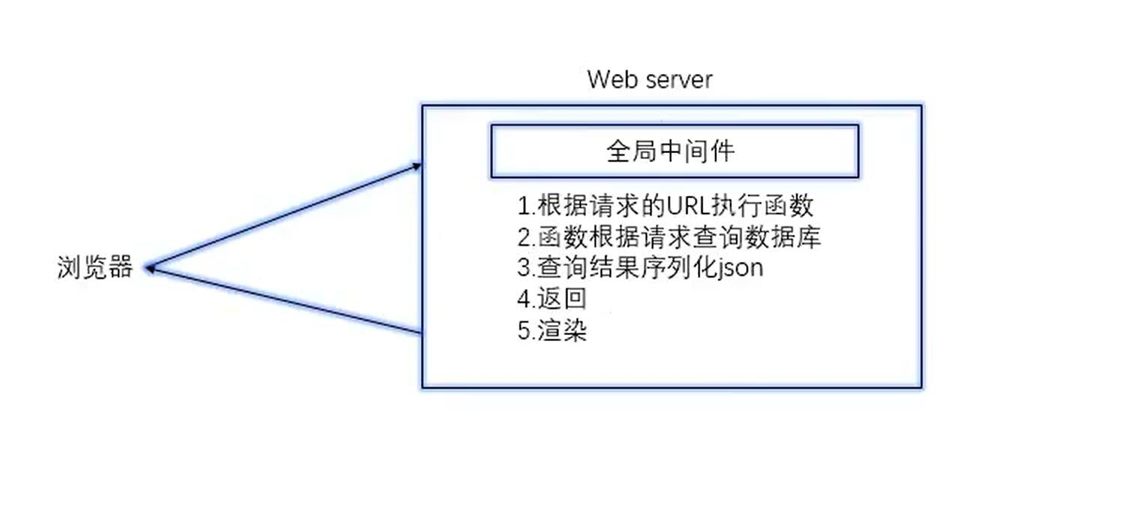 Web server
全局中间件
1.根据请求的URL执行函数
2.函数根据请求查询数据库
浏览器
3.查询结果序列化json
4.返回
5.渲染